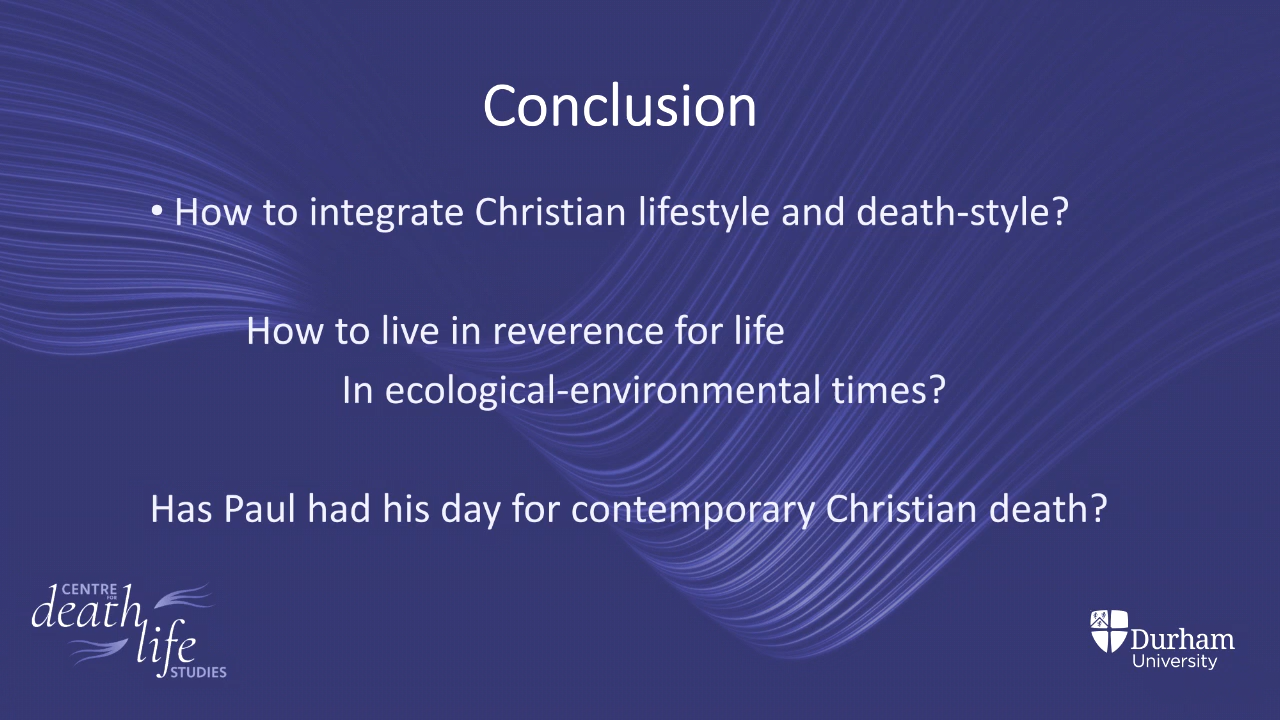 Conclusion
• How to integrate Christian lifestyle and death-style?
How to live in reverence for life
In ecological-environmental times?
Has Paul had his day for contemporary Christian death?
CENTRE
FOR
death
life
STUDIES
Durham
University